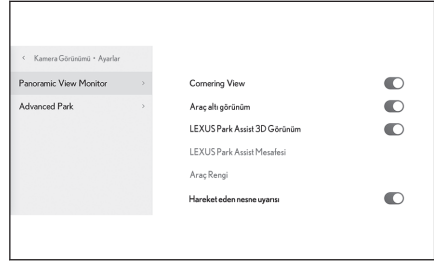 Kamera Görünümü • Ayarlar
Panoramic View Monitor
Advanced Park
Cornering View
Araç altı görünüm
LEXUS Park Assist 3D Görünüm
LEXUS Park Assist Mesafesi
Araç Rengi
Hareket eden nesne uyarısı